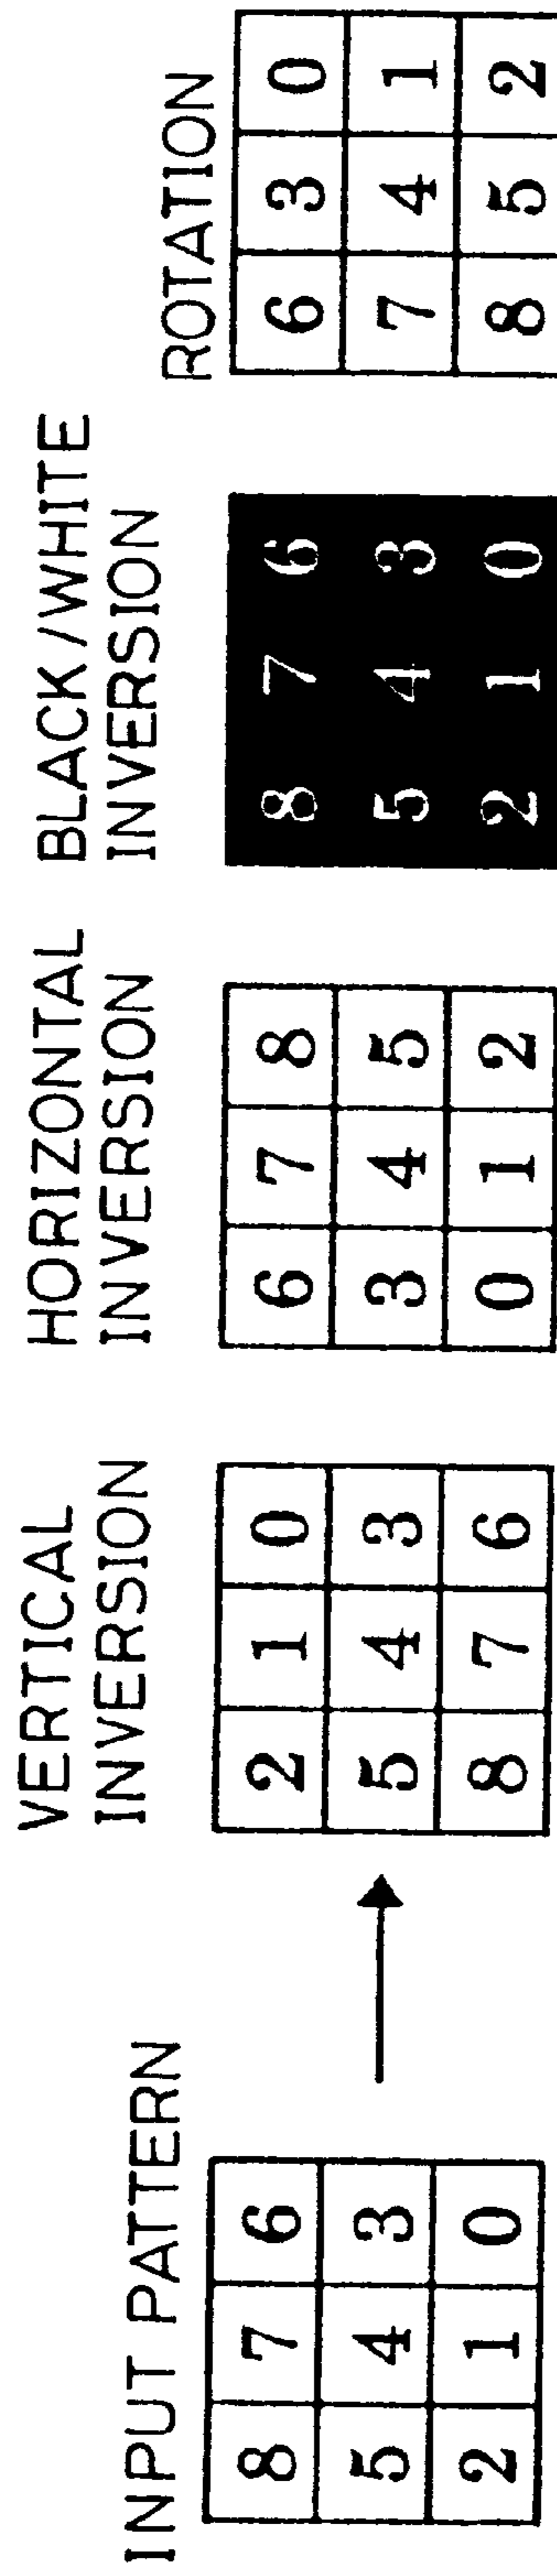 INPUT PATTERN
8 7 6
5 4 3
2 1 0
VERTICAL
INVERSION
2 1 0
5 4 3
8 7 6
HORIZONTAL
INVERSION
6 7 8
3 4 5
0 1 2
BLACK/WHITE
INVERSION
8 7 6
5 4 3
2 1 0
ROTATION
6 3 0
7 4 1
8 5 2